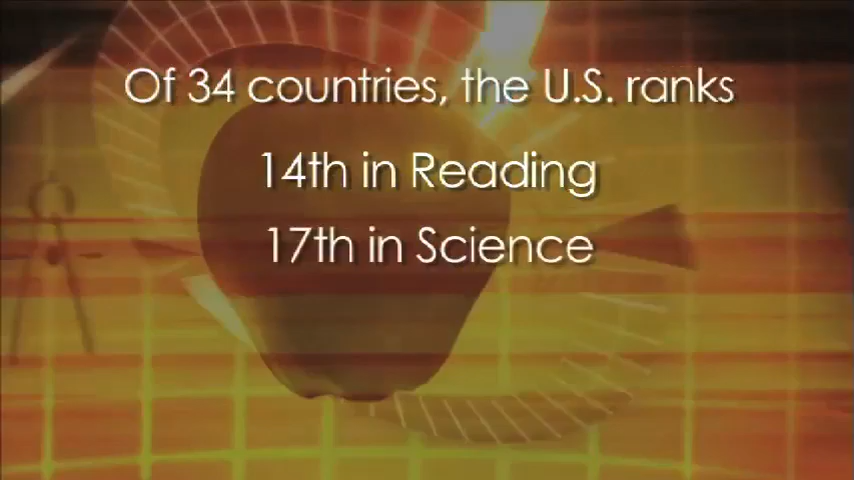 Of 34 countries, the U.S. ranks
14th in Reading
17th in Science